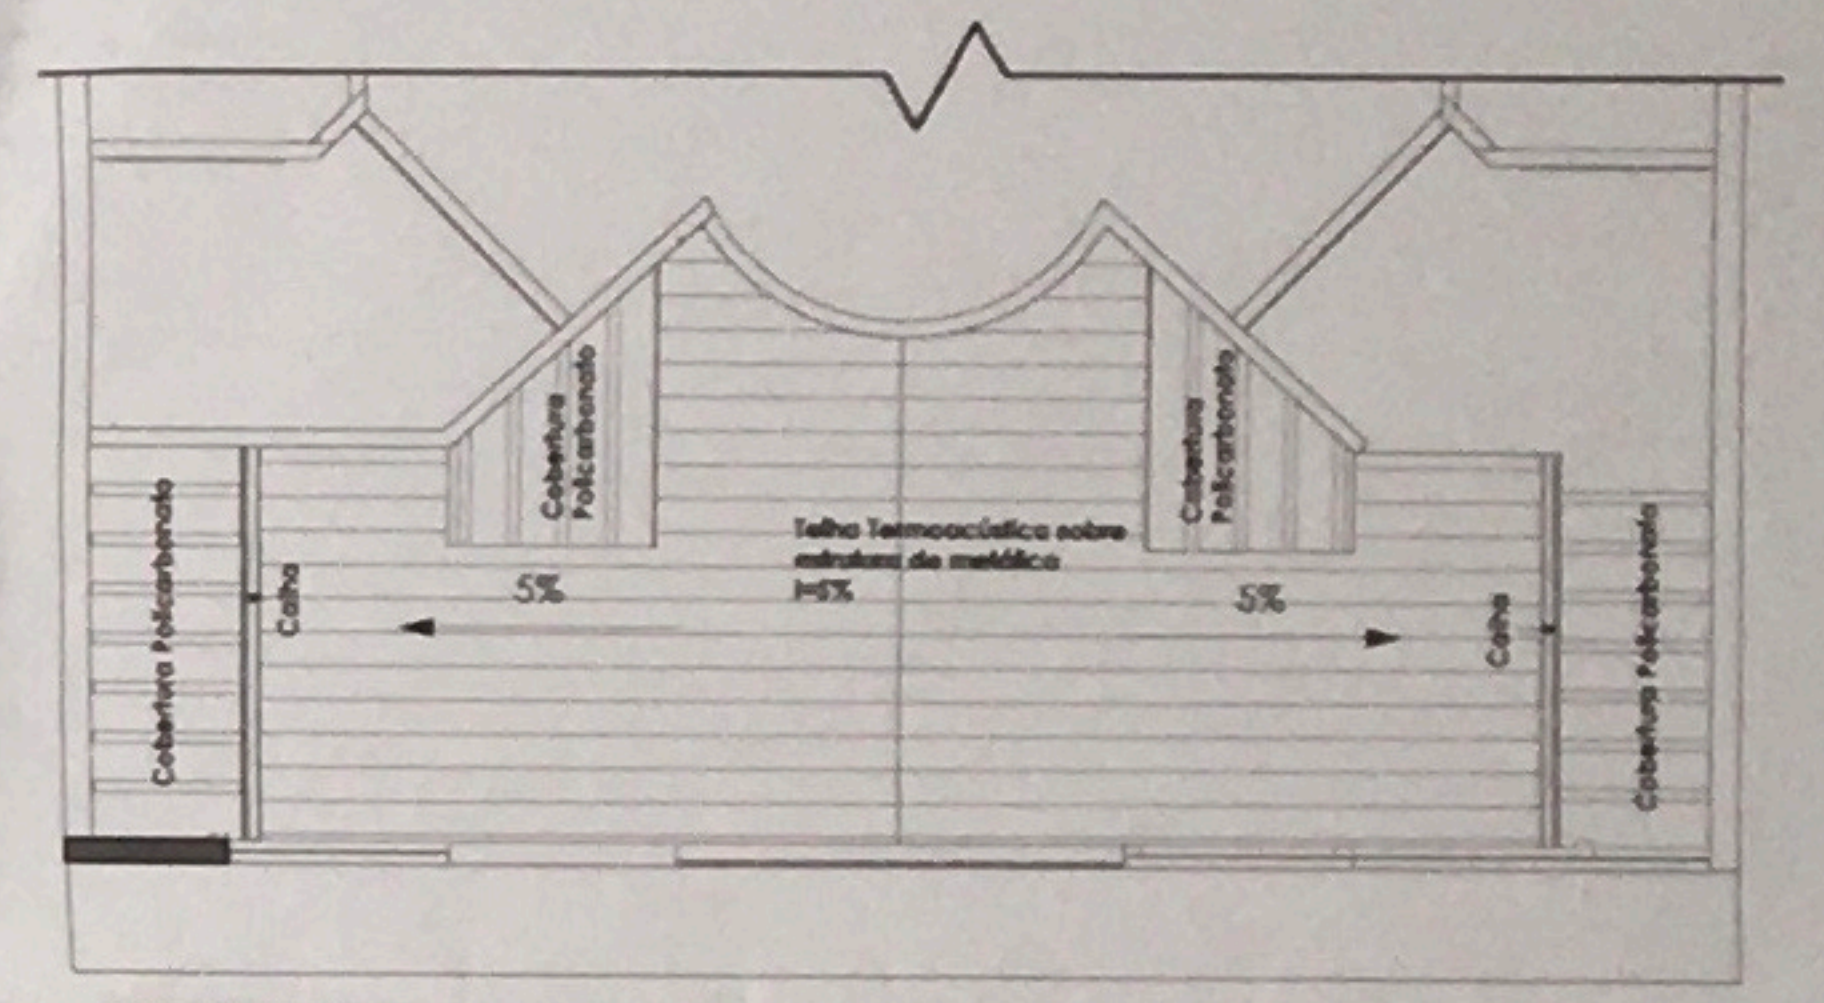 Cobertura
Policarbonato
Cobertura
Policarbonato
Telha Termoacústica sobre
estrutura de metálica
i=5%
5%
5%
Cobertura Policarbonato
Calha
Calha
Cobertura Policarbonato